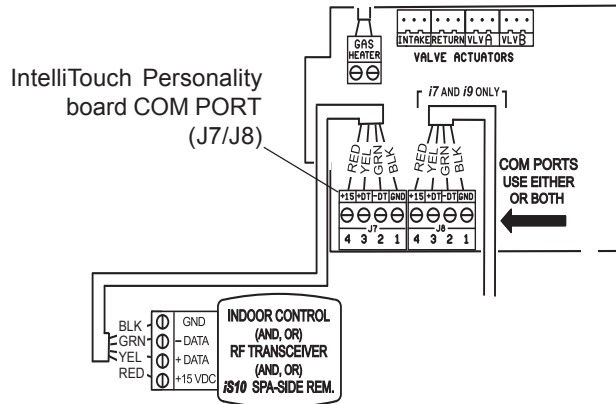 GAS
HEATER
INTAKE RETURN VLVA VLVB
VALVE ACTUATORS
IntelliTouch Personality
board COM PORT
(J7/J8)
i7 AND i9 ONLY
RED YEL GRN BLK
RED YEL GRN BLK
COM PORTS
USE EITHER
OR BOTH
+15 +DT -DT GND +15 +DT -DT GND
J7 J8
4 3 2 1 4 3 2 1
BLK GND
GRN – DATA
YEL + DATA
RED +15 VDC
INDOOR CONTROL
(AND, OR)
RF TRANSCEIVER
(AND, OR)
iS10 SPA-SIDE REM.